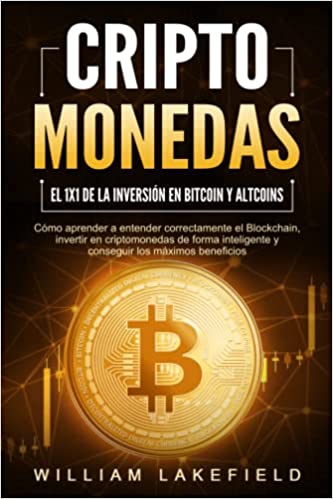 CRIPTO
MONEDAS
EL 1X1 DE LA INVERSIÓN EN BITCOIN Y ALTCOINS
Cómo aprender a entender correctamente el Blockchain,
invertir en criptomonedas de forma inteligente y
conseguir los máximos beneficios
WILLIAM LAKEFIELD